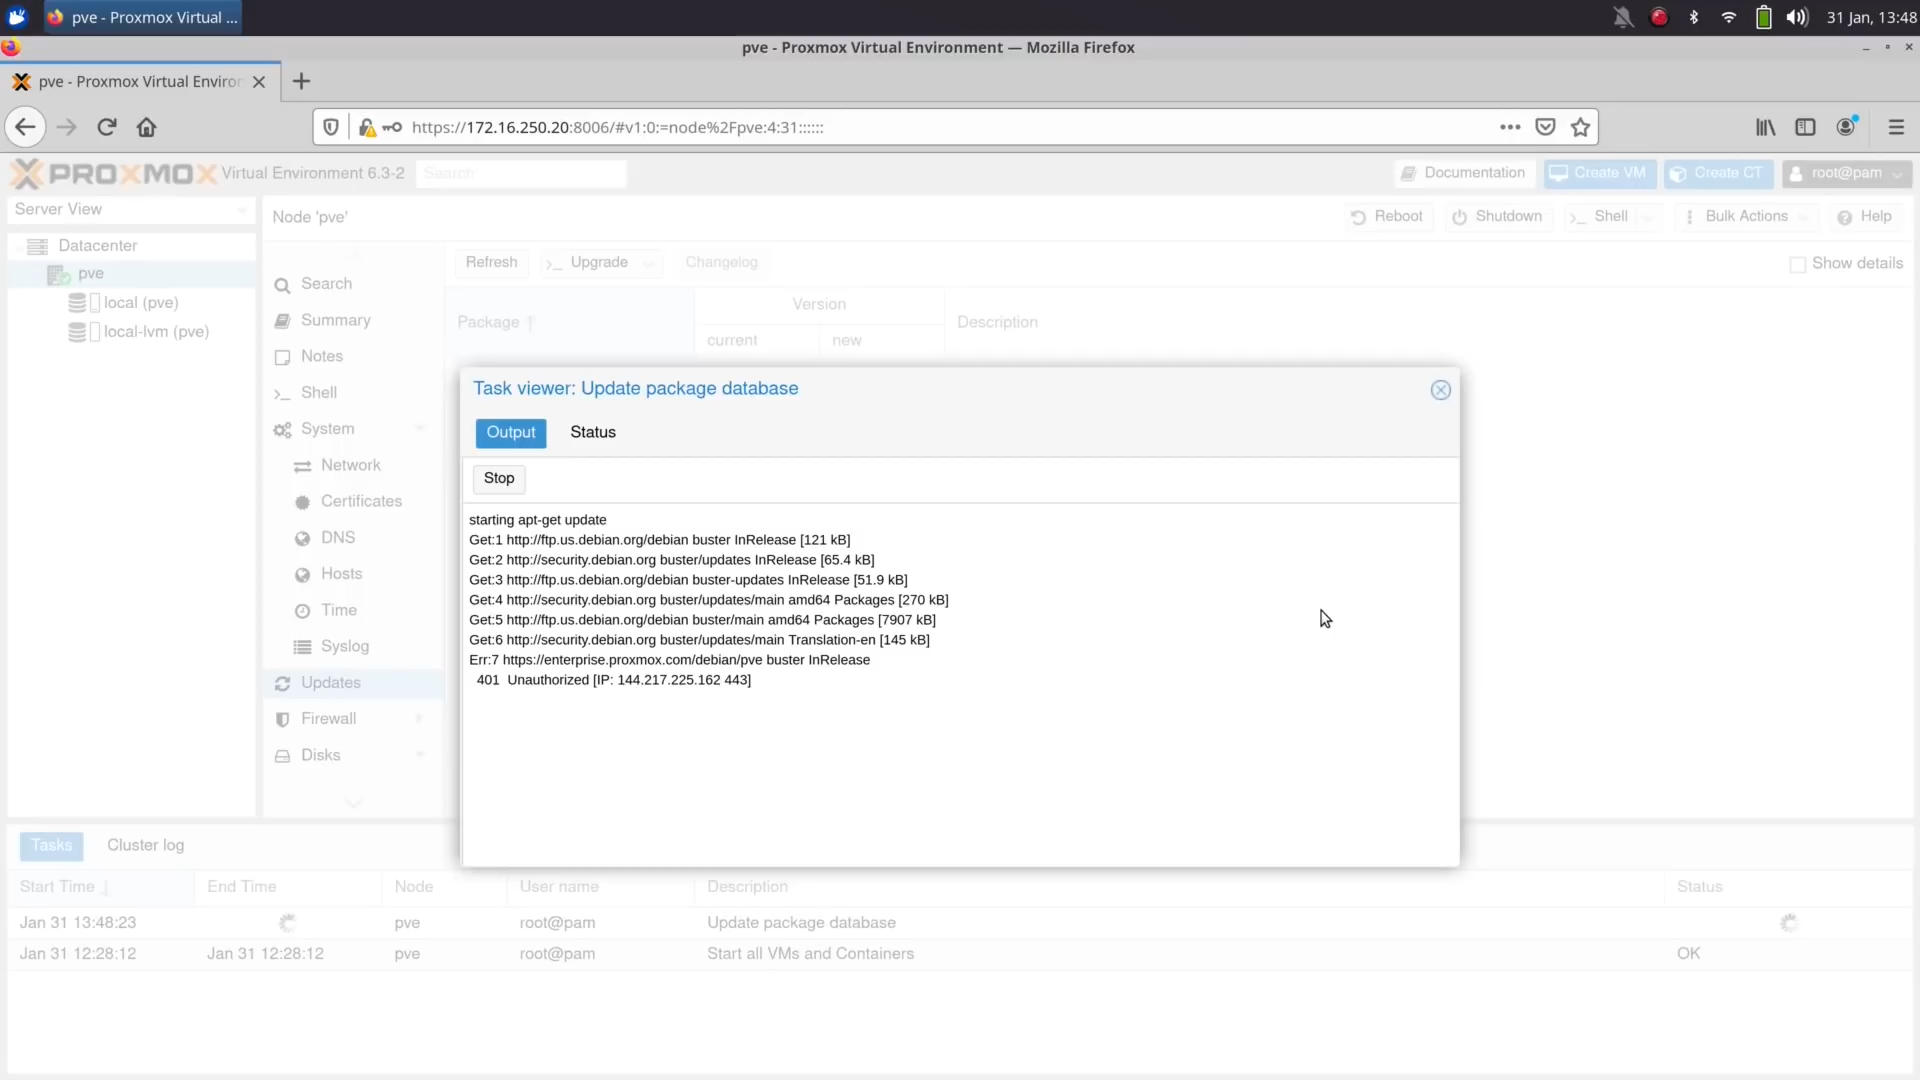 pve - Proxmox Virtual ...
31 Jan, 13:48
pve - Proxmox Virtual Environment — Mozilla Firefox
pve - Proxmox Virtual Enviro
https://172.16.250.20:8006/#v1:0:=node%2Fpve:4:31::::::
PROXMOX Virtual Environment 6.3-2
Search
Documentation
Create VM
Create CT
root@pam
Server View
Node 'pve'
Reboot
Shutdown
Shell
Bulk Actions
Help
Datacenter
pve
local (pve)
local-lvm (pve)
Search
Summary
Notes
Shell
System
Network
Certificates
DNS
Hosts
Time
Syslog
Updates
Firewall
Disks
Refresh
Upgrade
Changelog
Show details
Package
Version
current
new
Description
Task viewer: Update package database
Output
Status
Stop
starting apt-get update
Get:1 http://ftp.us.debian.org/debian buster InRelease [121 kB]
Get:2 http://security.debian.org buster/updates InRelease [65.4 kB]
Get:3 http://ftp.us.debian.org/debian buster-updates InRelease [51.9 kB]
Get:4 http://security.debian.org buster/updates/main amd64 Packages [270 kB]
Get:5 http://ftp.us.debian.org/debian buster/main amd64 Packages [7907 kB]
Get:6 http://security.debian.org buster/updates/main Translation-en [145 kB]
Err:7 https://enterprise.proxmox.com/debian/pve buster InRelease
401 Unauthorized [IP: 144.217.225.162 443]
Tasks
Cluster log
Start Time
End Time
Node
User name
Description
Status
Jan 31 13:48:23
pve
root@pam
Update package database
Jan 31 12:28:12
Jan 31 12:28:12
pve
root@pam
Start all VMs and Containers
OK